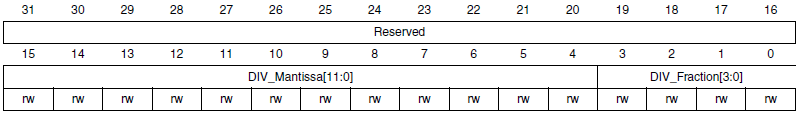 31 30 29 28 27 26 25 24 23 22 21 20 19 18 17 16
Reserved
15 14 13 12 11 10 9 8 7 6 5 4 3 2 1 0
DIV_Mantissa[11:0] DIV_Fraction[3:0]
rw rw rw rw rw rw rw rw rw rw rw rw rw rw rw rw